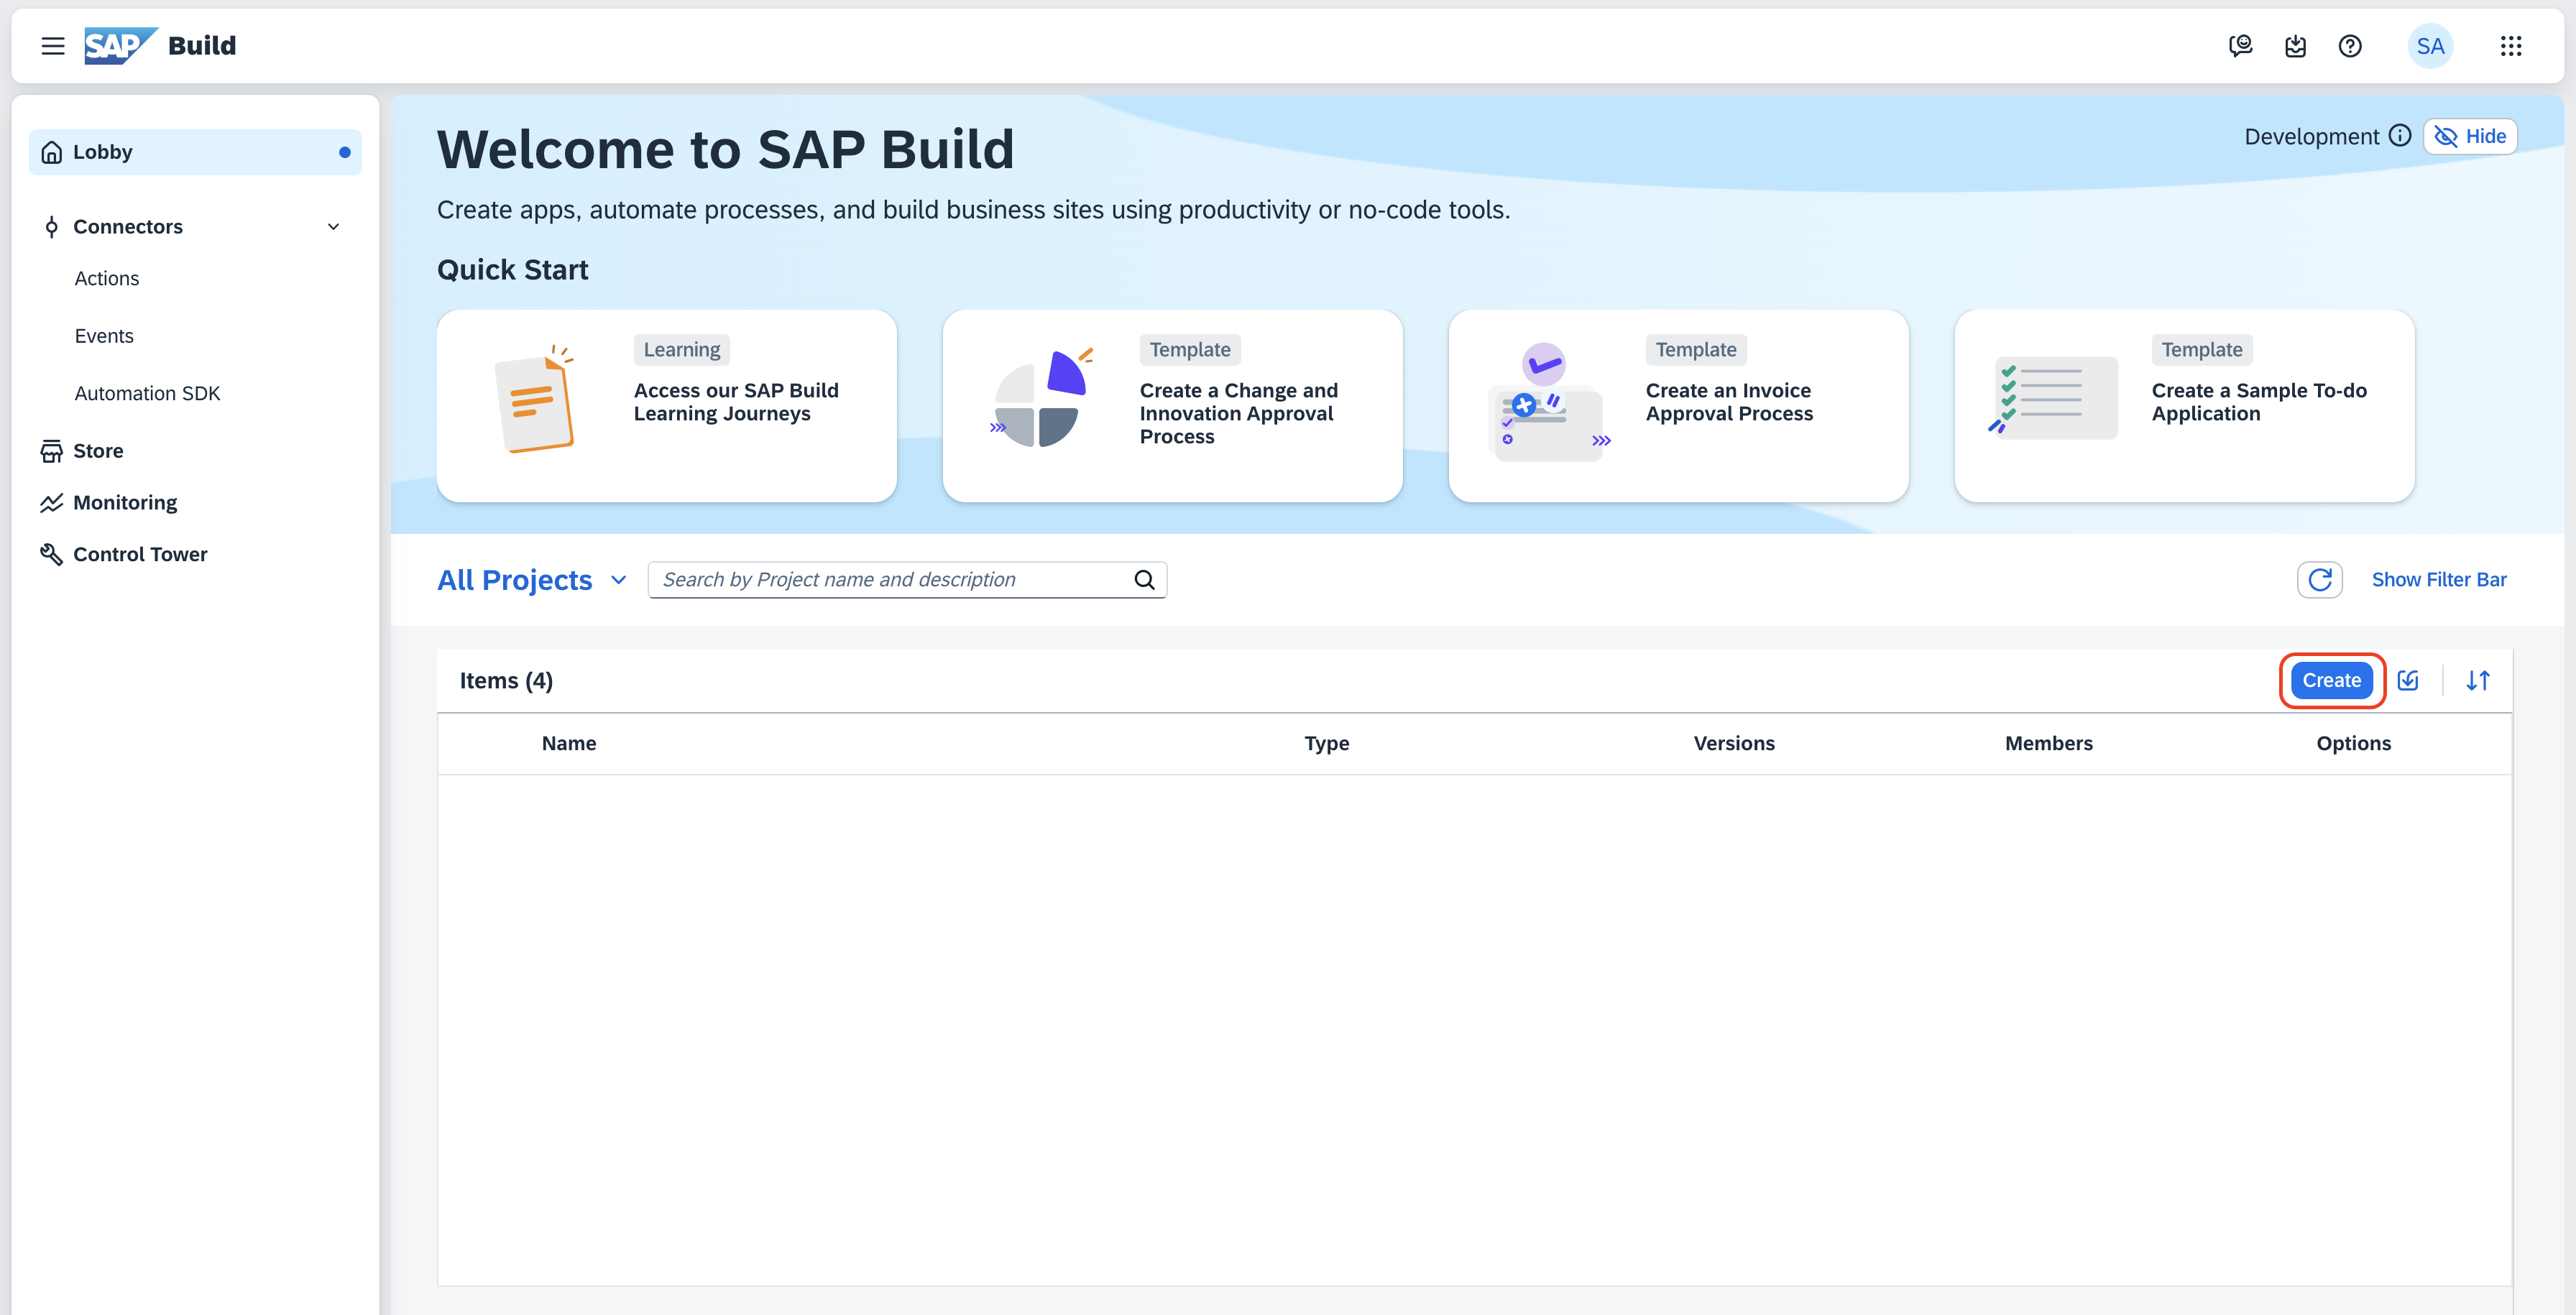 SAP Build
SA
Lobby
Connectors
Actions
Events
Automation SDK
Store
Monitoring
Control Tower
Welcome to SAP Build
Development
Hide
Create apps, automate processes, and build business sites using productivity or no-code tools.
Quick Start
Learning
Access our SAP Build
Learning Journeys
Template
Create a Change and
Innovation Approval
Process
Template
Create an Invoice
Approval Process
Template
Create a Sample To-do
Application
All Projects
Search by Project name and description
Show Filter Bar
Items (4)
Create
Name Type Versions Members Options